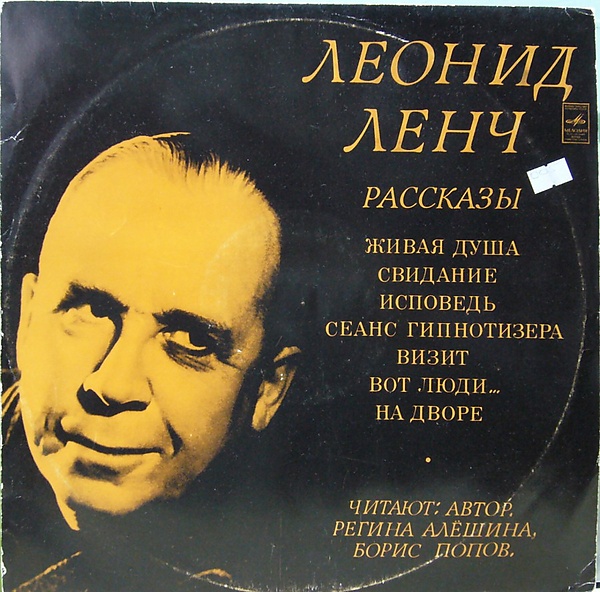 ЛЕОНИД
ЛЕНЧ
РАССКАЗЫ
ЖИВАЯ ДУША
СВИДАНИЕ
ИСПОВЕДЬ
СЕАНС ГИПНОТИЗЕРА
ВИЗИТ
ВОТ ЛЮДИ...
НА ДВОРЕ
ЧИТАЮТ: АВТОР.
РЕГИНА АЛЁШИНА,
БОРИС ПОПОВ.